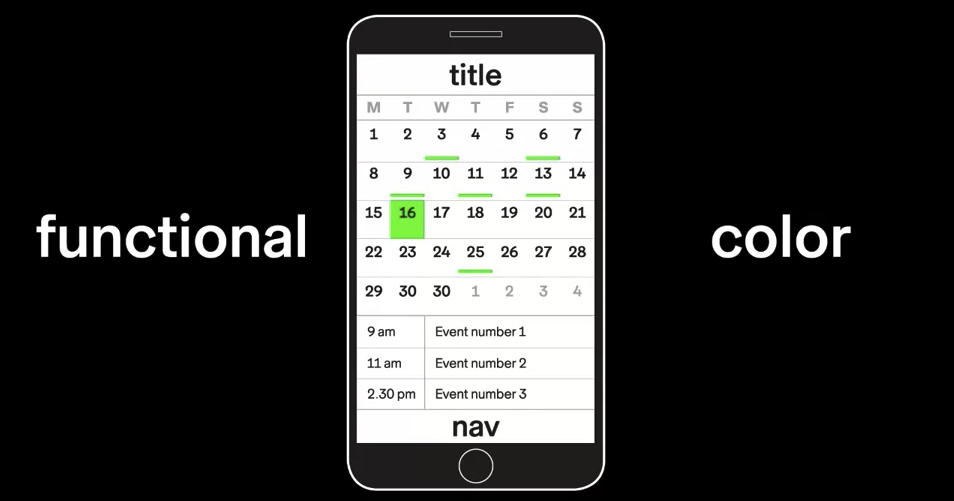 functional
title
M T W T F S S
1 2 3 4 5 6 7
8 9 10 11 12 13 14
15 16 17 18 19 20 21
22 23 24 25 26 27 28
29 30 30 1 2 3 4
9 am Event number 1
11 am Event number 2
2.30 pm Event number 3
nav
color